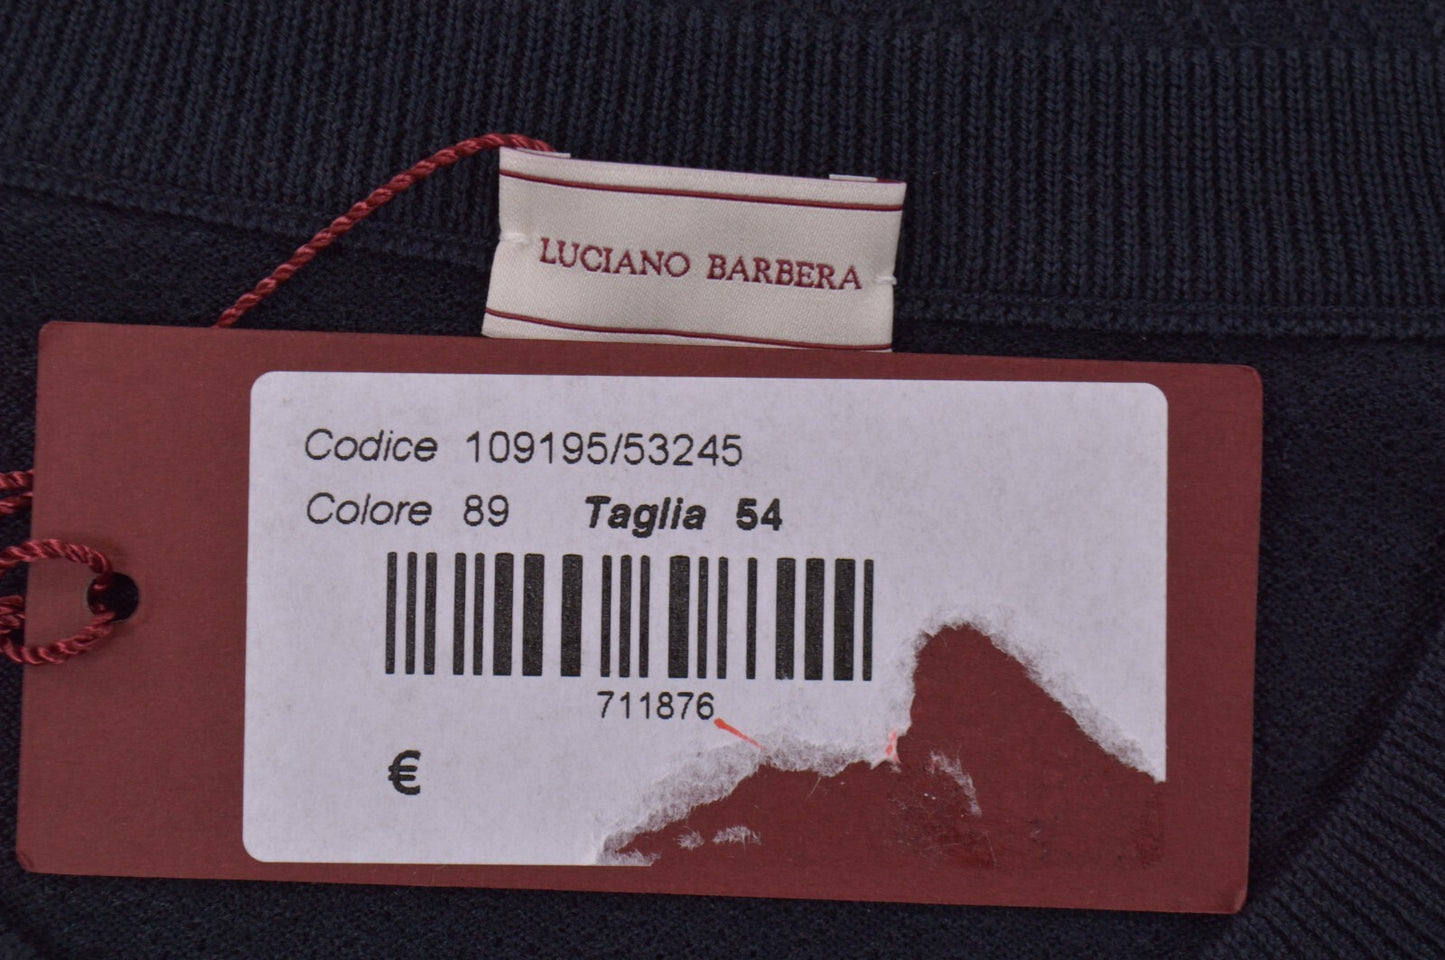 LUCIANO BARBERA
Codice 109195/53245
Colore 89 Taglia 54
711876
€